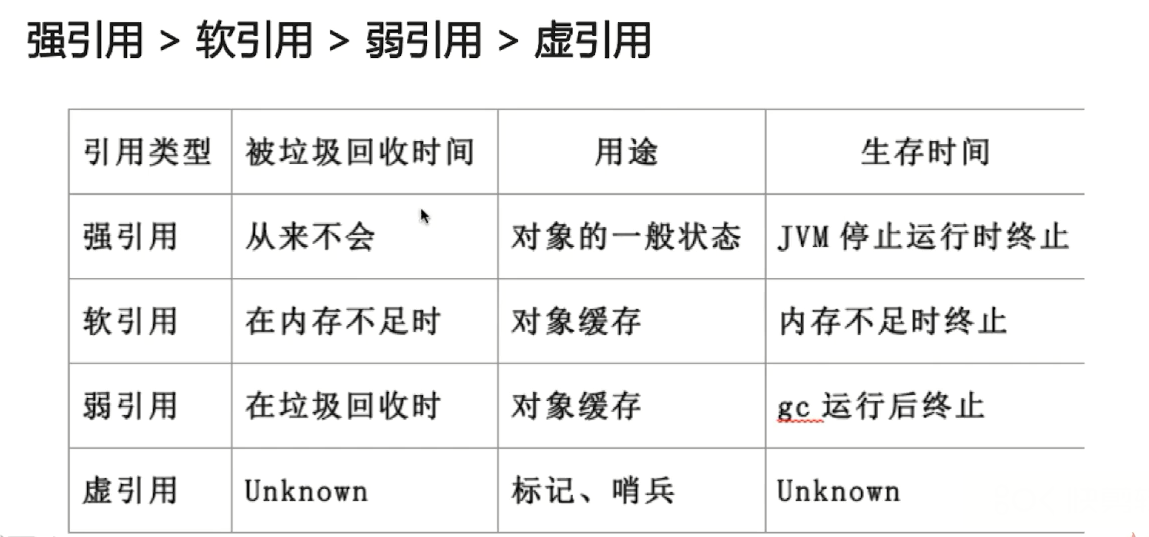 强引用 > 软引用 > 弱引用 > 虚引用
引用类型 被垃圾回收时间 用途 生存时间
强引用 从来不会 对象的一般状态 JVM 停止运行时终止
软引用 在内存不足时 对象缓存 内存不足时终止
弱引用 在垃圾回收时 对象缓存 gc 运行后终止
虚引用 Unknown 标记、哨兵 Unknown